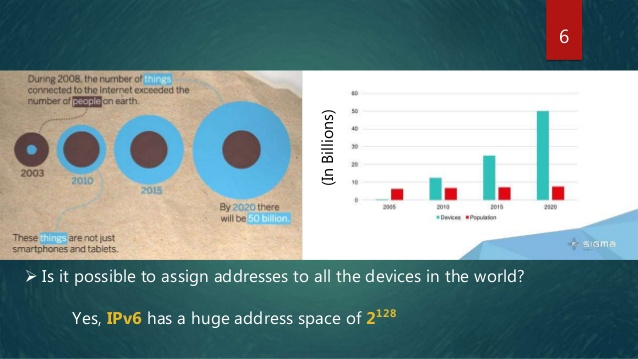 6
During 2008, the number of things
connected to the Internet exceeded the
number of people on earth.
2003
2010
2015
By 2020 there
will be 50 billion.
These things are not just
smartphones and tablets.
(In Billions)
60
50
40
30
20
10
0
2005 2010 2015 2020
Devices Population
sigma
➢ Is it possible to assign addresses to all the devices in the world?
Yes, IPv6 has a huge address space of 2¹²⁸